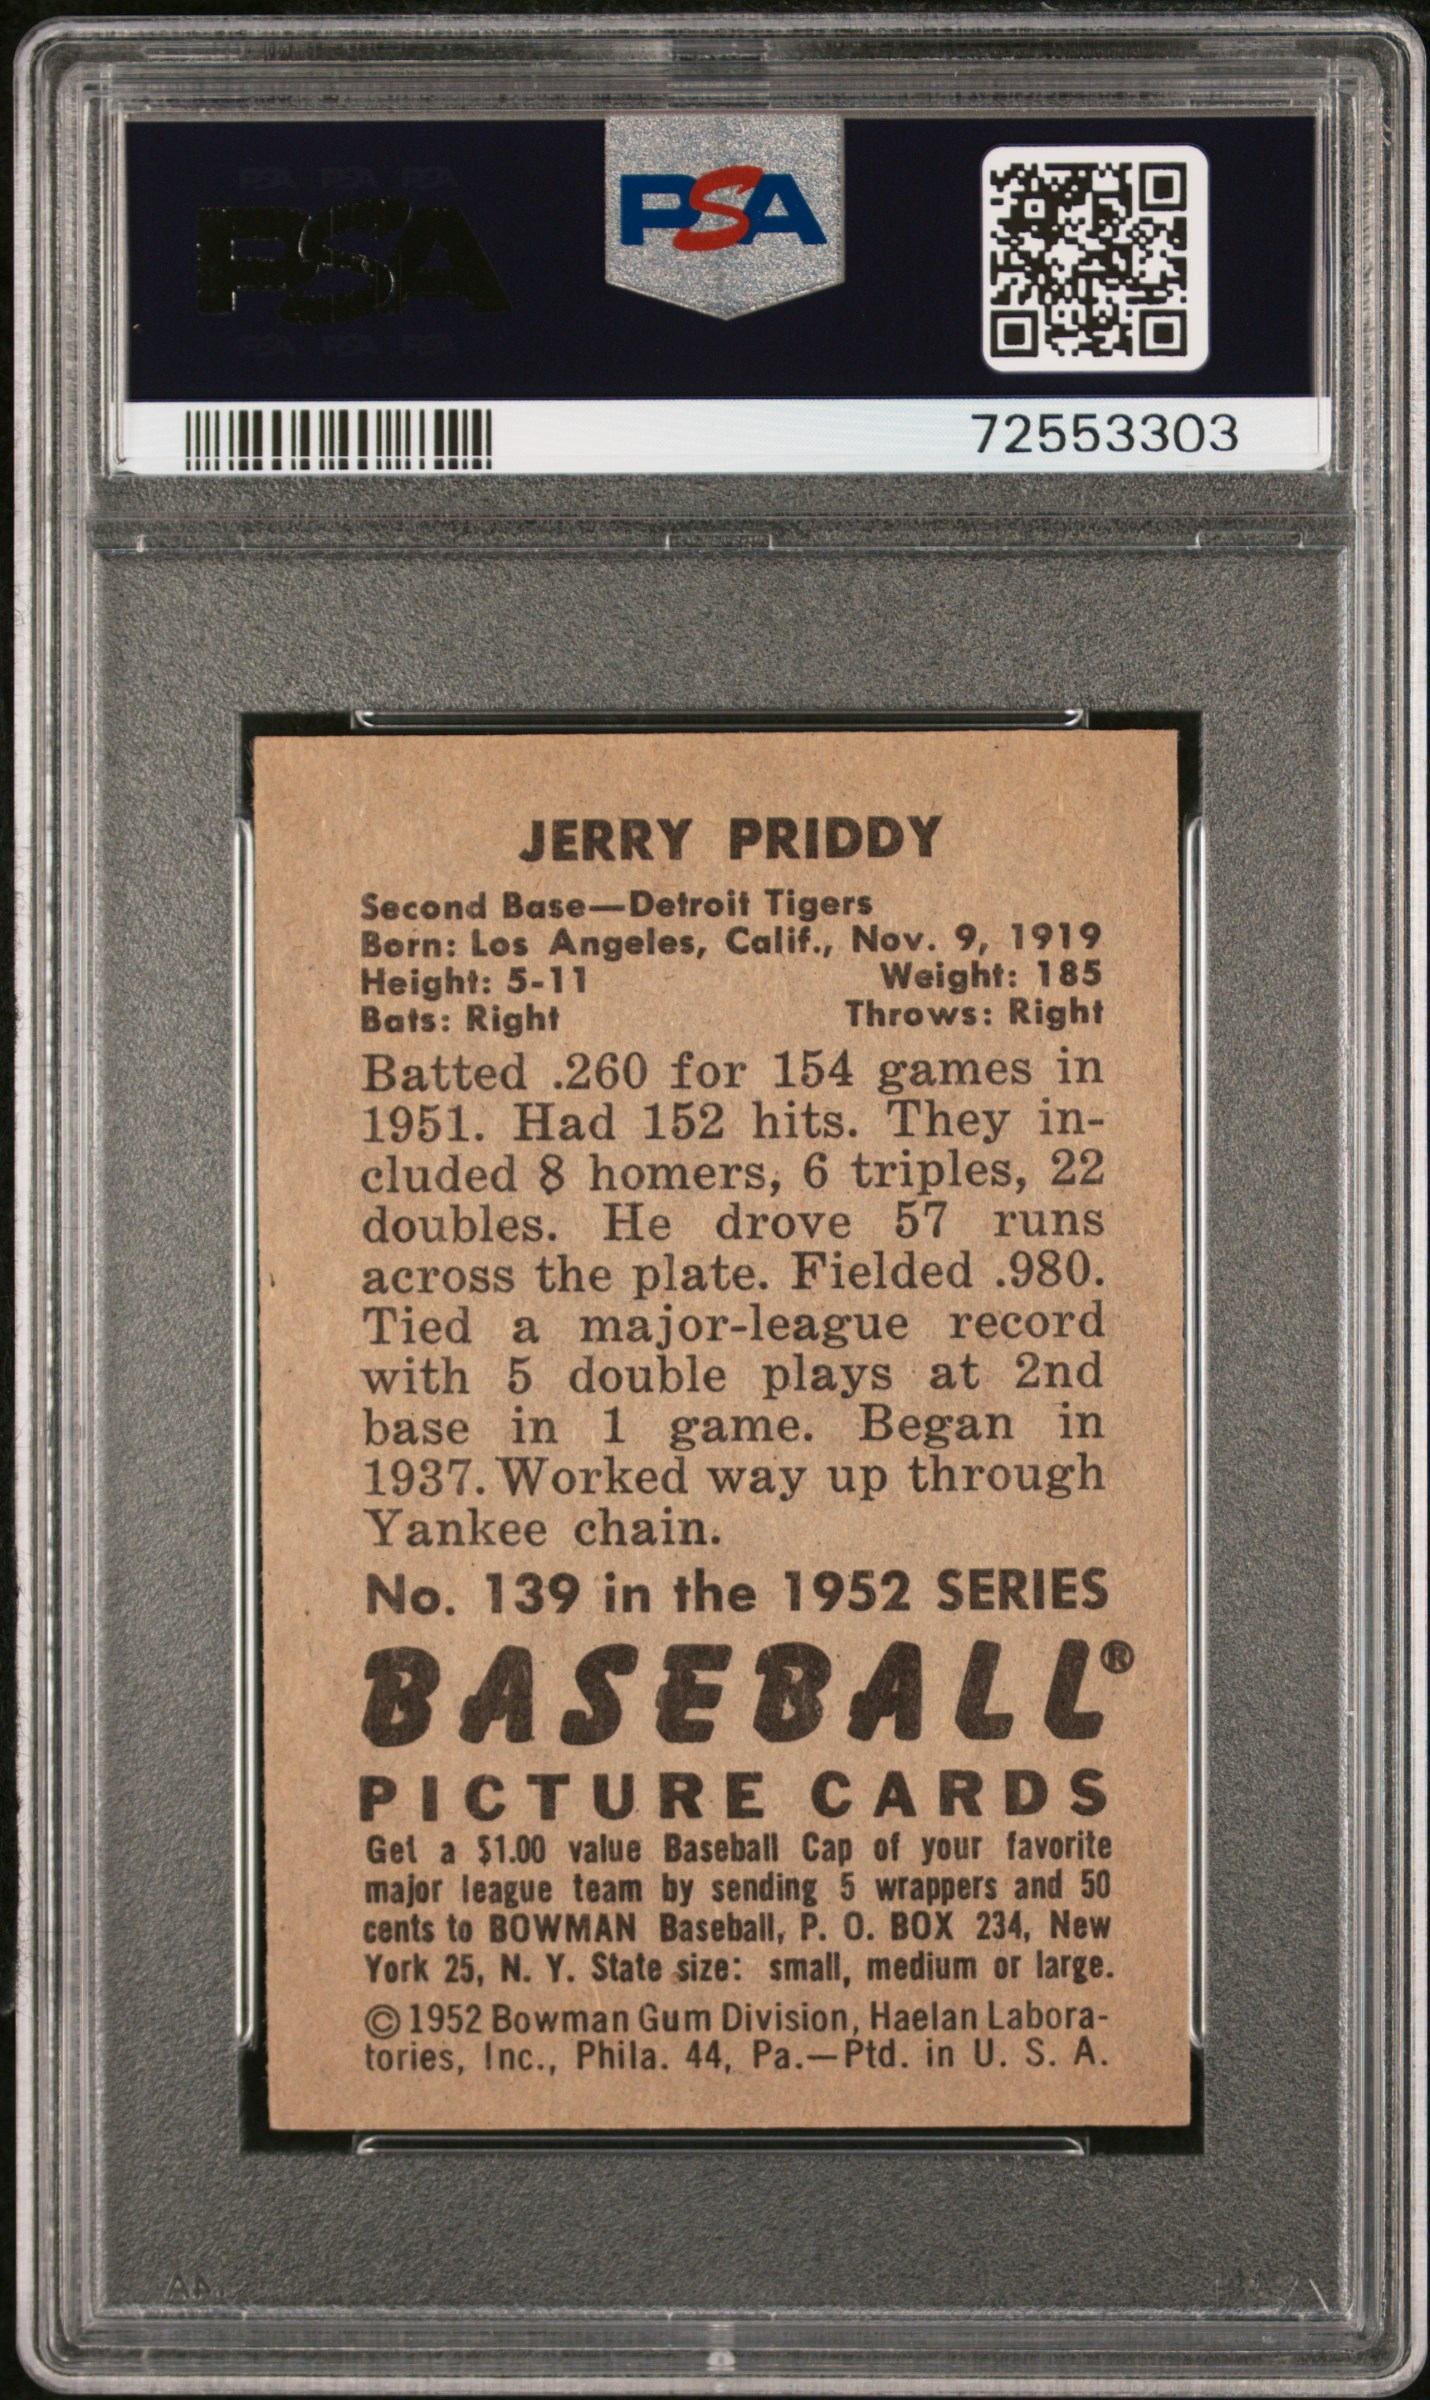 PSA PSA PSA
PSA
PSA PSA PSA
PSA
72553303
JERRY PRIDDY
Second Base—Detroit Tigers
Born: Los Angeles, Calif., Nov. 9, 1919
Height: 5-11 Weight: 185
Bats: Right Throws: Right
Batted .260 for 154 games in
1951. Had 152 hits. They in-
cluded 8 homers, 6 triples, 22
doubles. He drove 57 runs
across the plate. Fielded .980.
Tied a major-league record
with 5 double plays at 2nd
base in 1 game. Began in
1937. Worked way up through
Yankee chain.
No. 139 in the 1952 SERIES
BASEBALL®
PICTURE CARDS
Get a $1.00 value Baseball Cap of your favorite
major league team by sending 5 wrappers and 50
cents to BOWMAN Baseball, P. O. BOX 234, New
York 25, N. Y. State size: small, medium or large.
©1952 Bowman Gum Division, Haelan Labora-
tories, Inc., Phila. 44, Pa.—Ptd. in U. S. A.